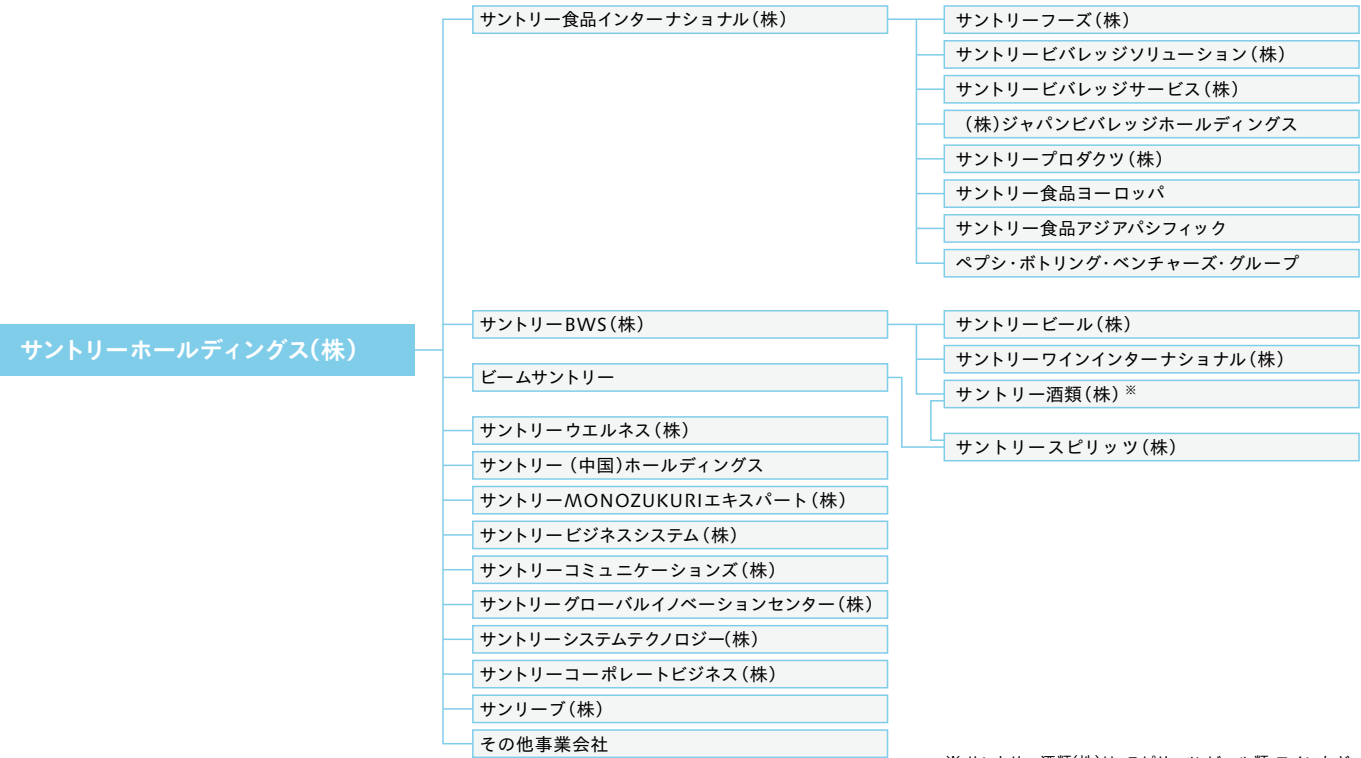 サントリーホールディングス(株)
サントリー食品インターナショナル(株)
サントリーフーズ(株)
サントリービバレッジソリューション(株)
サントリービバレッジサービス(株)
(株)ジャパンビバレッジホールディングス
サントリープロダクツ(株)
サントリー食品ヨーロッパ
サントリー食品アジアパシフィック
ペプシ・ボトリング・ベンチャーズ・グループ
サントリーBWS(株)
サントリービール(株)
サントリーワインインターナショナル(株)
サントリー酒類(株)※
ビームサントリー
サントリースピリッツ(株)
サントリーウエルネス(株)
サントリー(中国)ホールディングス
サントリーMONOZUKURIエキスパート(株)
サントリービジネスシステム(株)
サントリーコミュニケーションズ(株)
サントリーグローバルイノベーションセンター(株)
サントリーシステムテクノロジー(株)
サントリーコーポレートビジネス(株)
サンリーブ(株)
その他事業会社